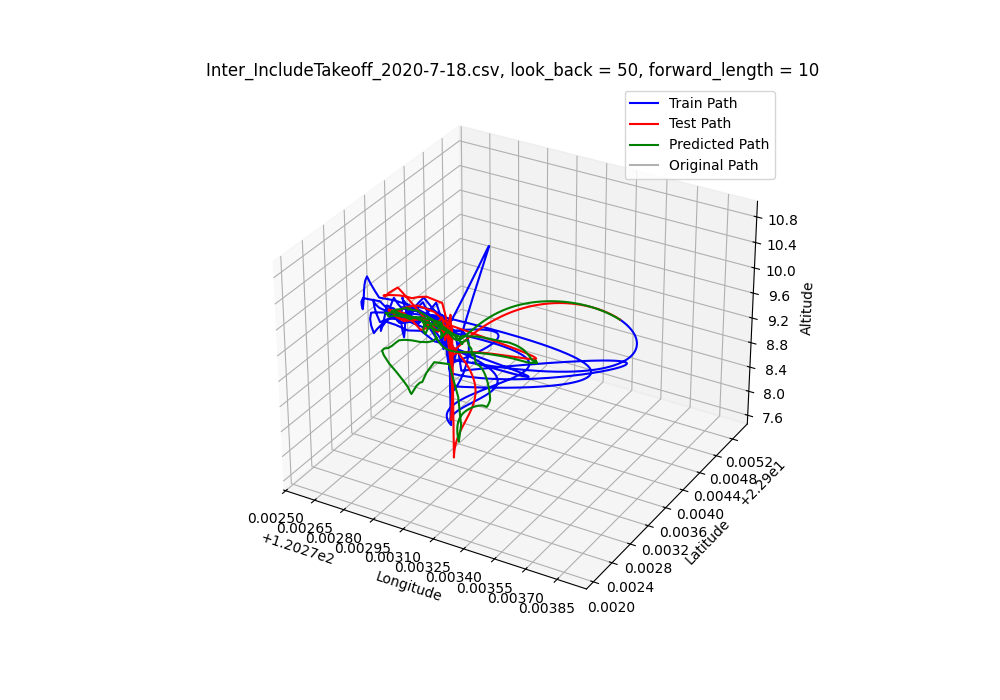 Inter_IncludeTakeoff_2020-7-18.csv, look_back = 50, forward_length = 10
Train Path
Test Path
Predicted Path
Original Path
10.8
10.4
10.0
9.6
9.2
8.8
8.4
8.0
7.6
Altitude
0.0052
0.0048
0.0044
0.0040
0.0036
0.0032
0.0028
0.0024
0.0020
+2.29e1
Latitude
0.00250
0.00265
0.00280
0.00295
0.00310
0.00325
0.00340
0.00355
0.00370
0.00385
+1.2027e2
Longitude